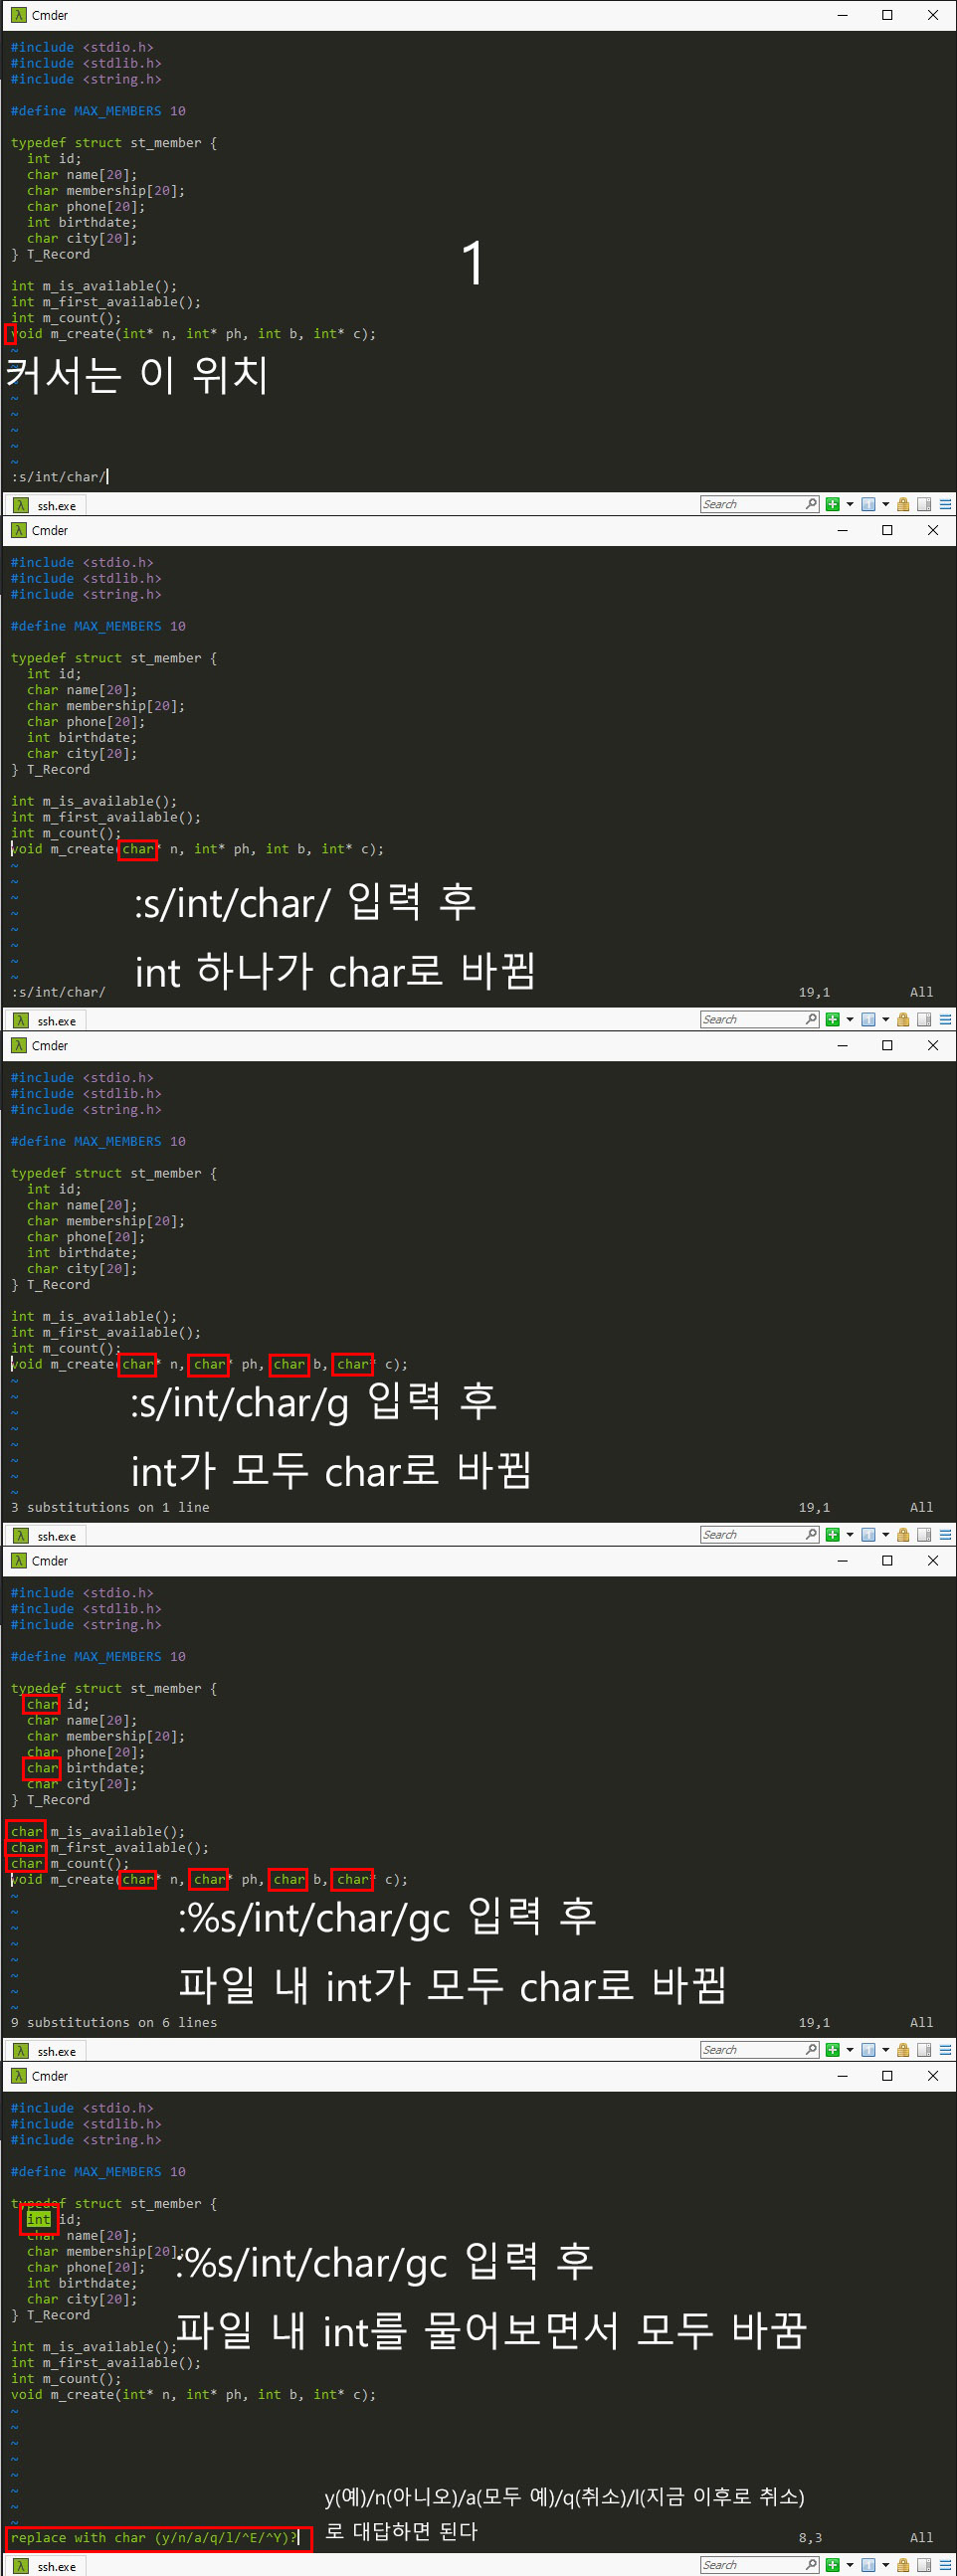 Cmder
#include <stdio.h>
#include <stdlib.h>
#include <string.h>
#define MAX_MEMBERS 10
typedef struct st_member {
int id;
char name[20];
char membership[20];
char phone[20];
int birthdate;
char city[20];
} T_Record
1
int m_is_available();
int m_first_available();
int m_count();
void m_create(int* n, int* ph, int b, int* c);
~
커서는 이 위치
~
~
~
~
~
:s/int/char/
ssh.exe
Search
Cmder
#include <stdio.h>
#include <stdlib.h>
#include <string.h>
#define MAX_MEMBERS 10
typedef struct st_member {
int id;
char name[20];
char membership[20];
char phone[20];
int birthdate;
char city[20];
} T_Record
int m_is_available();
int m_first_available();
int m_count();
void m_create(char* n, int* ph, int b, int* c);
~
~
~
:s/int/char/ 입력 후
~
~
~
~
int 하나가 char로 바뀜
~
:s/int/char/ 19,1 All
ssh.exe
Search
Cmder
#include <stdio.h>
#include <stdlib.h>
#include <string.h>
#define MAX_MEMBERS 10
typedef struct st_member {
int id;
char name[20];
char membership[20];
char phone[20];
int birthdate;
char city[20];
} T_Record
int m_is_available();
int m_first_available();
int m_count();
void m_create(char* n, char* ph, char b, char* c);
~
~
:s/int/char/g 입력 후
~
~
~
~
int가 모두 char로 바뀜
~
~
3 substitutions on 1 line 19,1 All
ssh.exe
Search
Cmder
#include <stdio.h>
#include <stdlib.h>
#include <string.h>
#define MAX_MEMBERS 10
typedef struct st_member {
char id;
char name[20];
char membership[20];
char phone[20];
char birthdate;
char city[20];
} T_Record
char m_is_available();
char m_first_available();
char m_count();
void m_create(char* n, char* ph, char b, char* c);
~
~
:%s/int/char/gc 입력 후
~
~
~
~
파일 내 int가 모두 char로 바뀜
~
~
9 substitutions on 6 lines 19,1 All
ssh.exe
Search
Cmder
#include <stdio.h>
#include <stdlib.h>
#include <string.h>
#define MAX_MEMBERS 10
typedef struct st_member {
int id;
char name[20];
char membership[20];
:%s/int/char/gc 입력 후
char phone[20];
int birthdate;
char city[20];
} T_Record
파일 내 int를 물어보면서 모두 바꿈
int m_is_available();
int m_first_available();
int m_count();
void m_create(int* n, int* ph, int b, int* c);
~
~
~
~
~
~
y(예)/n(아니오)/a(모두 예)/q(취소)/l(지금 이후로 취소)
~
~
로 대답하면 된다
replace with char (y/n/a/q/l/^E/^Y)? 8,3 All
ssh.exe
Search